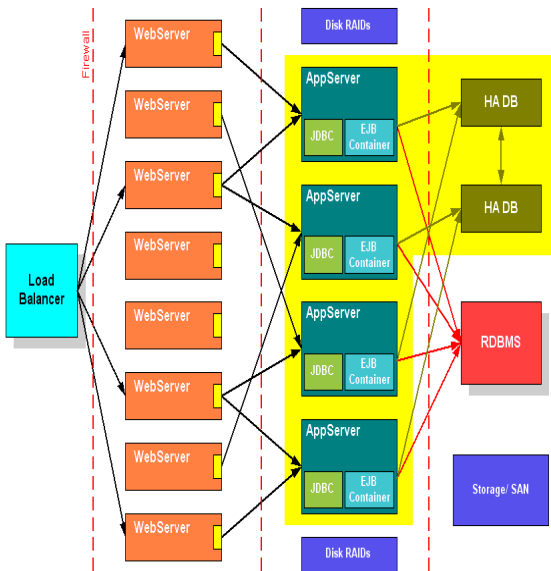 Firewall
Load
Balancer
WebServer
WebServer
WebServer
WebServer
WebServer
WebServer
WebServer
WebServer
Disk RAIDs
AppServer
JDBC
EJB
Container
AppServer
JDBC
EJB
Container
AppServer
JDBC
EJB
Container
AppServer
JDBC
EJB
Container
Disk RAIDs
HA DB
HA DB
RDBMS
Storage/ SAN